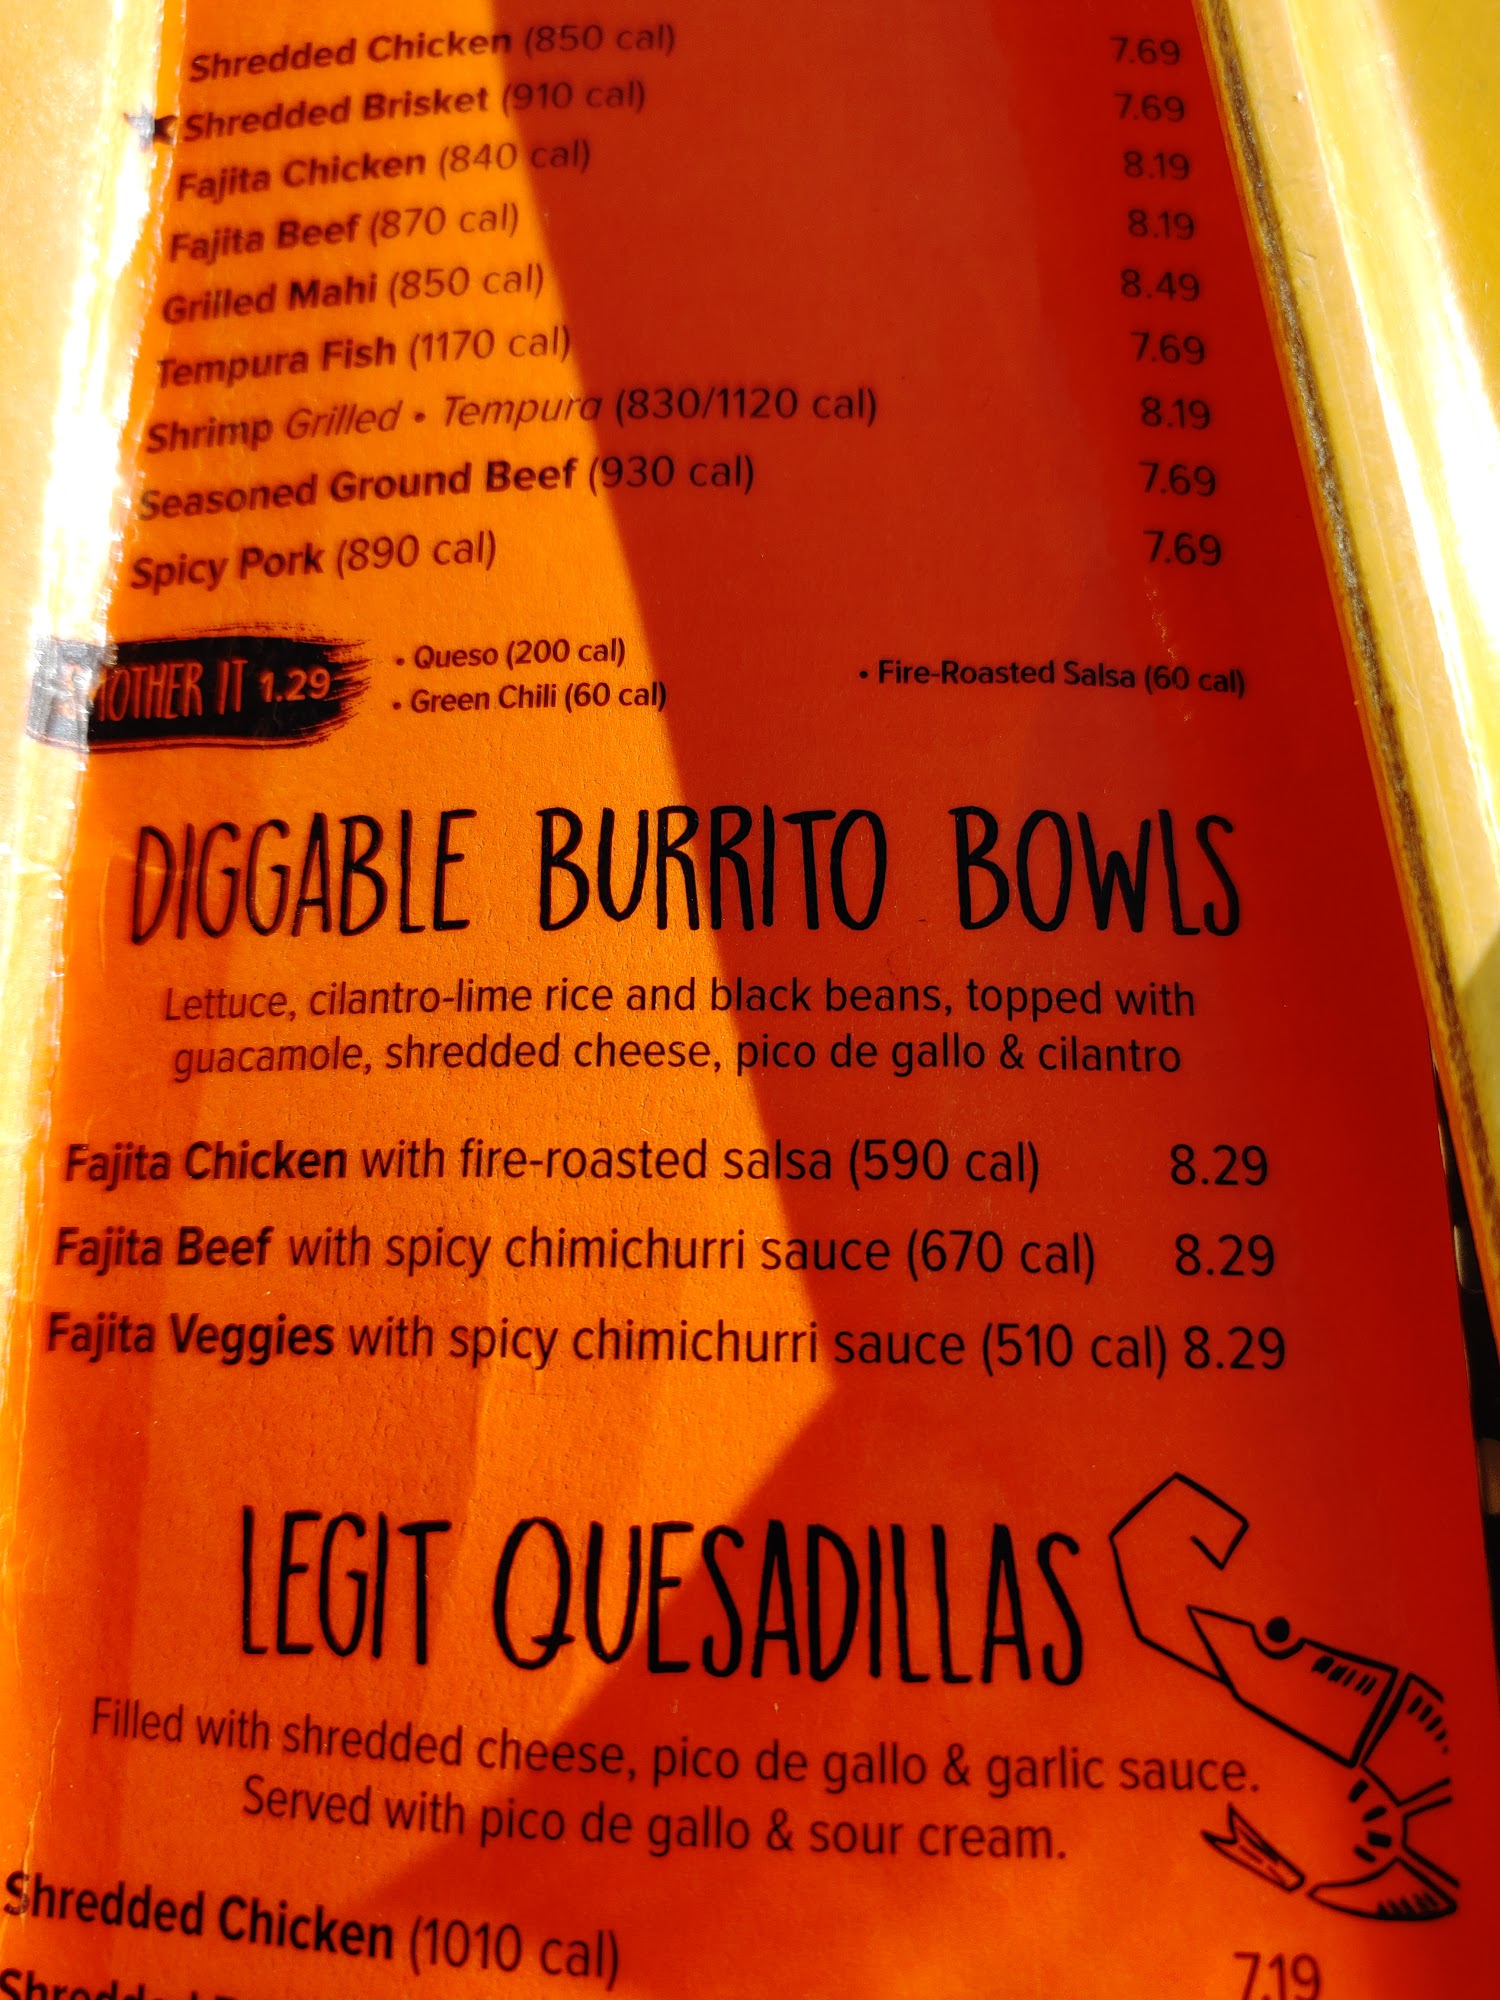 Shredded Chicken (850 cal) 7.69
Shredded Brisket (910 cal) 7.69
Fajita Chicken (840 cal) 8.19
Fajita Beef (870 cal) 8.19
Grilled Mahi (850 cal) 8.49
Tempura Fish (1170 cal) 7.69
Shrimp Grilled • Tempura (830/1120 cal) 8.19
Seasoned Ground Beef (930 cal) 7.69
Spicy Pork (890 cal) 7.69
SMOTHER IT 1.29
• Queso (200 cal)
• Green Chili (60 cal)
• Fire-Roasted Salsa (60 cal)
DIGGABLE BURRITO BOWLS
Lettuce, cilantro-lime rice and black beans, topped with
guacamole, shredded cheese, pico de gallo & cilantro
Fajita Chicken with fire-roasted salsa (590 cal) 8.29
Fajita Beef with spicy chimichurri sauce (670 cal) 8.29
Fajita Veggies with spicy chimichurri sauce (510 cal) 8.29
LEGIT QUESADILLAS
Filled with shredded cheese, pico de gallo & garlic sauce.
Served with pico de gallo & sour cream.
Shredded Chicken (1010 cal) 7.19